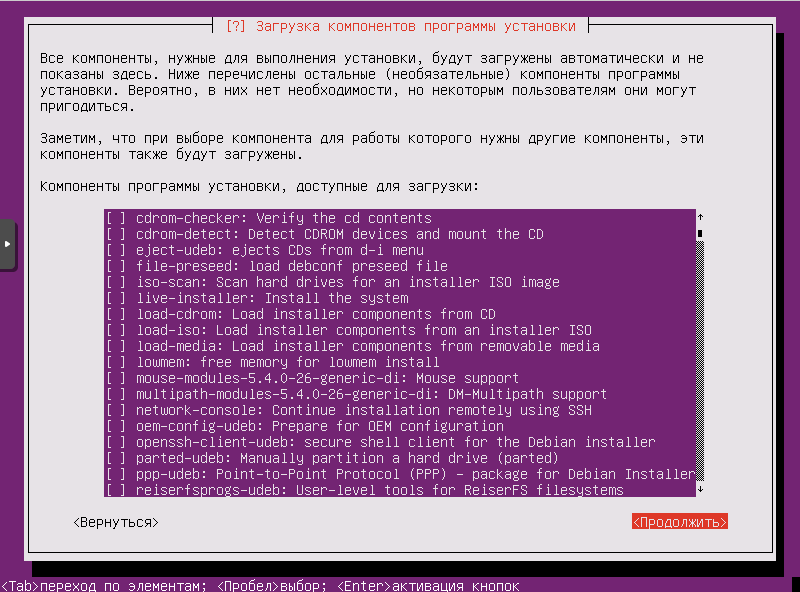 [?] Загрузка компонентов программы установки
Все компоненты, нужные для выполнения установки, будут загружены автоматически и не
показаны здесь. Ниже перечислены остальные (необязательные) компоненты программы
установки. Вероятно, в них нет необходимости, но некоторым пользователям они могут
пригодиться.
Заметим, что при выборе компонента для работы которого нужны другие компоненты, эти
компоненты также будут загружены.
Компоненты программы установки, доступные для загрузки:
[ ] cdrom-checker: Verify the cd contents
[ ] cdrom-detect: Detect CDROM devices and mount the CD
[ ] eject-udeb: ejects CDs from d-i menu
[ ] file-preseed: load debconf preseed file
[ ] iso-scan: Scan hard drives for an installer ISO image
[ ] live-installer: Install the system
[ ] load-cdrom: Load installer components from CD
[ ] load-iso: Load installer components from an installer ISO
[ ] load-media: Load installer components from removable media
[ ] lowmem: free memory for lowmem install
[ ] mouse-modules-5.4.0-26-generic-di: Mouse support
[ ] multipath-modules-5.4.0-26-generic-di: DM-Multipath support
[ ] network-console: Continue installation remotely using SSH
[ ] oem-config-udeb: Prepare for OEM configuration
[ ] openssh-client-udeb: secure shell client for the Debian installer
[ ] parted-udeb: Manually partition a hard drive (parted)
[ ] ppp-udeb: Point-to-Point Protocol (PPP) - package for Debian Installer
[ ] reiserfsprogs-udeb: User-level tools for ReiserFS filesystems
<Вернуться> <Продолжить>
<Tab>переход по элементам; <Пробел>выбор; <Enter>активация кнопок